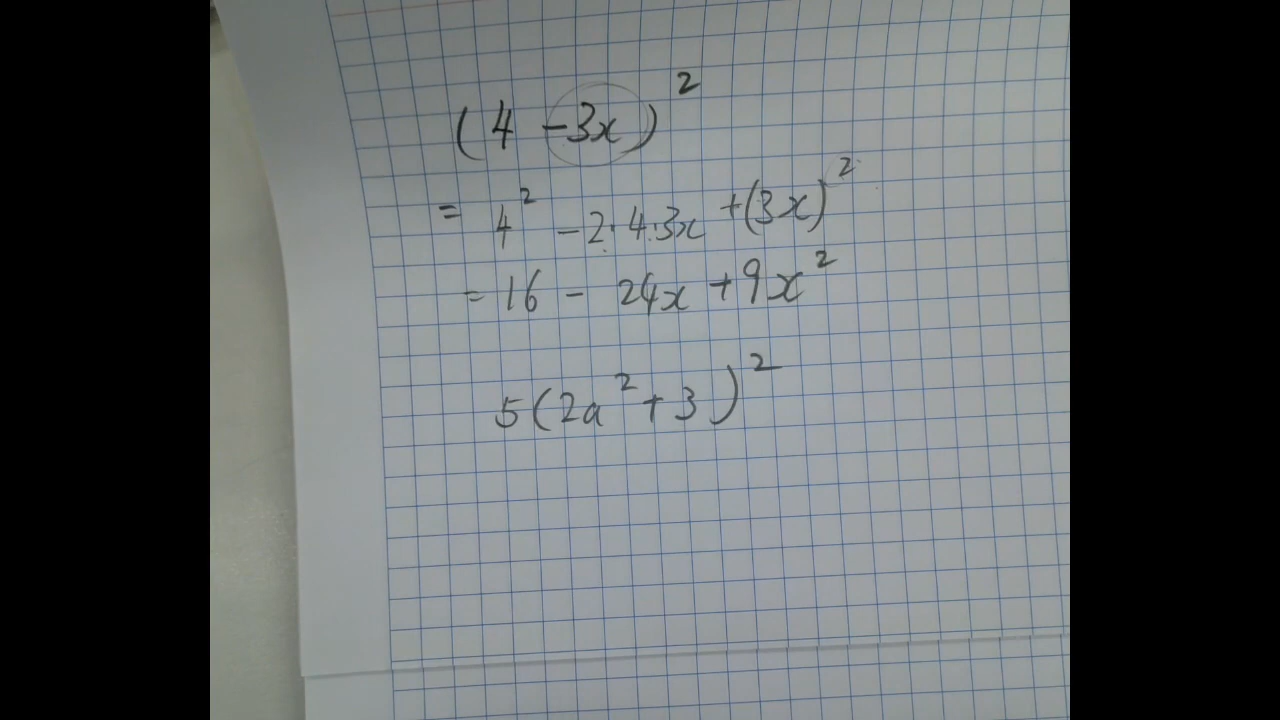 (4 -3x)²
= 4² - 2·4·3x + (3x)²
= 16 - 24x + 9x²
5(2a² + 3)²